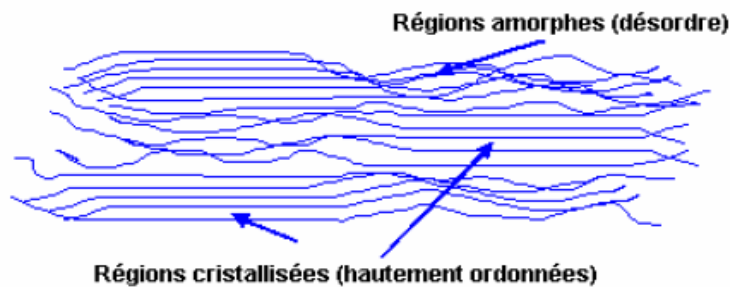 Régions amorphes (désordre)
Régions cristallisées (hautement ordonnées)